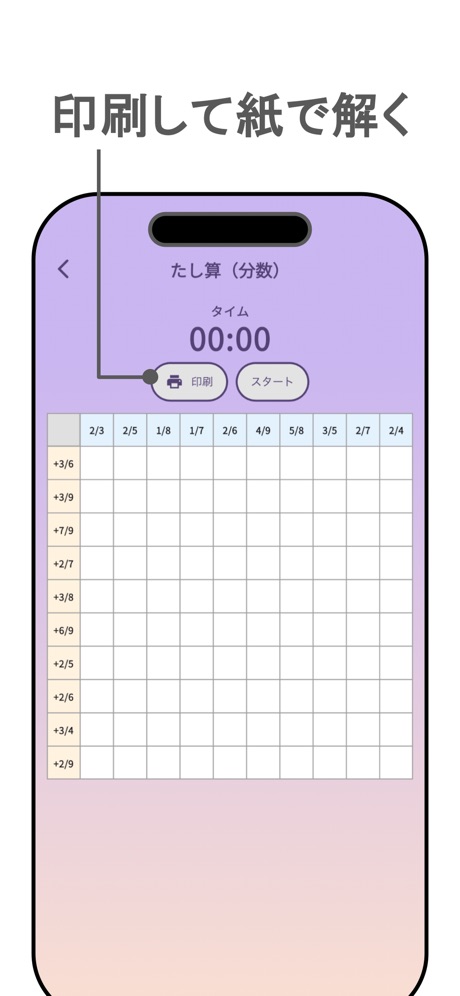 印刷して紙で解く
たし算（分数）
タイム
00:00
印刷 スタート
2/3 2/5 1/8 1/7 2/6 4/9 5/8 3/5 2/7 2/4
+3/6
+3/9
+7/9
+2/7
+3/8
+6/9
+2/5
+2/6
+3/4
+2/9